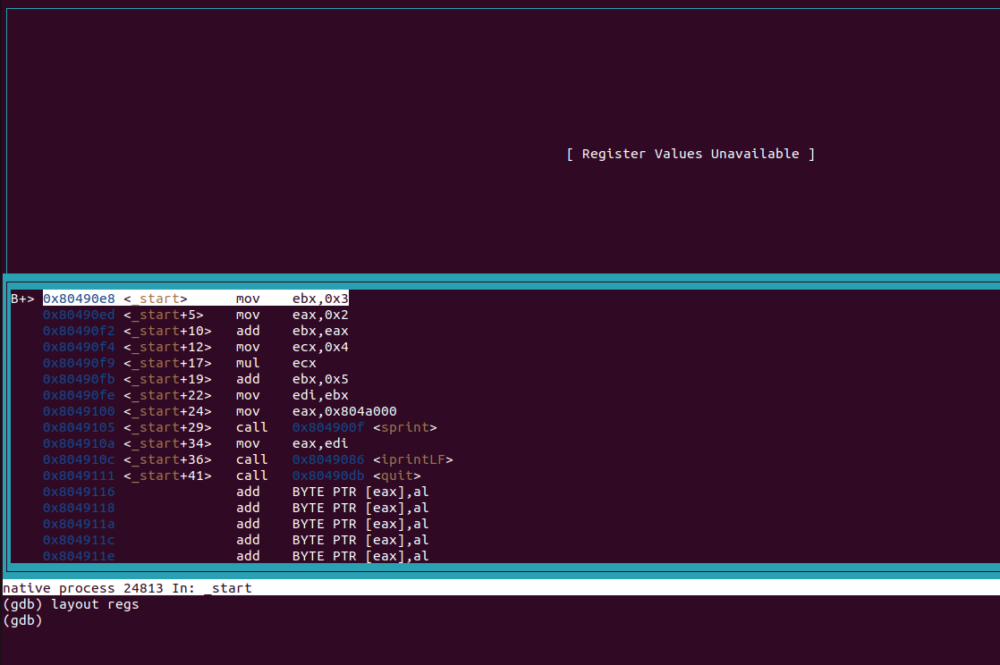 [ Register Values Unavailable ]
B+> 0x80490e8 <_start> mov ebx,0x3
0x80490ed <_start+5> mov eax,0x2
0x80490f2 <_start+10> add ebx,eax
0x80490f4 <_start+12> mov ecx,0x4
0x80490f9 <_start+17> mul ecx
0x80490fb <_start+19> add ebx,0x5
0x80490fe <_start+22> mov edi,ebx
0x8049100 <_start+24> mov eax,0x804a000
0x8049105 <_start+29> call 0x804900f <sprint>
0x804910a <_start+34> mov eax,edi
0x804910c <_start+36> call 0x8049086 <iprintLF>
0x8049111 <_start+41> call 0x80490db <quit>
0x8049116 add BYTE PTR [eax],al
0x8049118 add BYTE PTR [eax],al
0x804911a add BYTE PTR [eax],al
0x804911c add BYTE PTR [eax],al
0x804911e add BYTE PTR [eax],al
native process 24813 In: _start
(gdb) layout regs
(gdb)